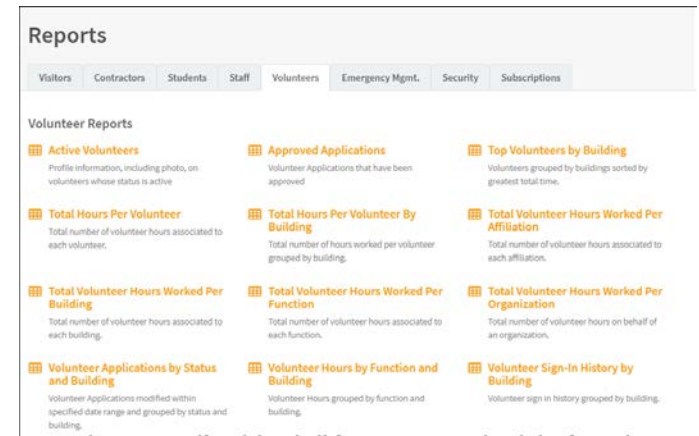 Reports
Visitors Contractors Students Staff Volunteers Emergency Mgmt. Security Subscriptions
Volunteer Reports
Active Volunteers
Profile information, including photo, on
volunteers whose status is active
Approved Applications
Volunteer Applications that have been
approved
Top Volunteers by Building
Volunteers grouped by buildings sorted by
greatest total time.
Total Hours Per Volunteer
Total number of volunteer hours associated to
each volunteer.
Total Hours Per Volunteer By
Building
Total number of hours worked per volunteer
grouped by building.
Total Volunteer Hours Worked Per
Affiliation
Total number of volunteer hours associated to
each affiliation.
Total Volunteer Hours Worked Per
Building
Total number of volunteer hours associated to
each building.
Total Volunteer Hours Worked Per
Function
Total number of volunteer hours associated to
each function.
Total Volunteer Hours Worked Per
Organization
Total number of volunteer hours on behalf of
an organization.
Volunteer Applications by Status
and Building
Volunteer Applications modified within
specified date range and grouped by status and
building.
Volunteer Hours by Function and
Building
Volunteer Hours grouped by function and
building.
Volunteer Sign-In History by
Building
Volunteer sign in history grouped by building.